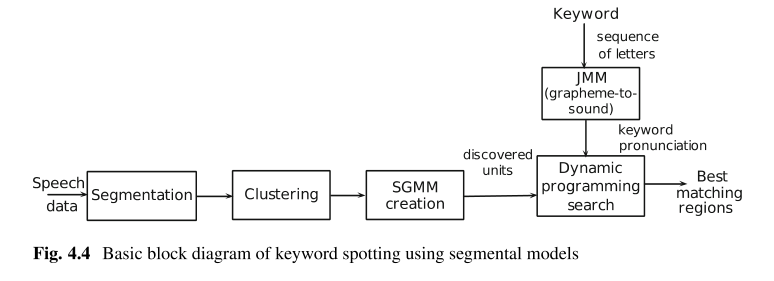 Keyword
sequence
of letters
JMM
(grapheme-to-
sound)
keyword
pronunciation
discovered
units
Speech
data
Segmentation
Clustering
SGMM
creation
Dynamic
programming
search
Best
matching
regions
Fig. 4.4 Basic block diagram of keyword spotting using segmental models